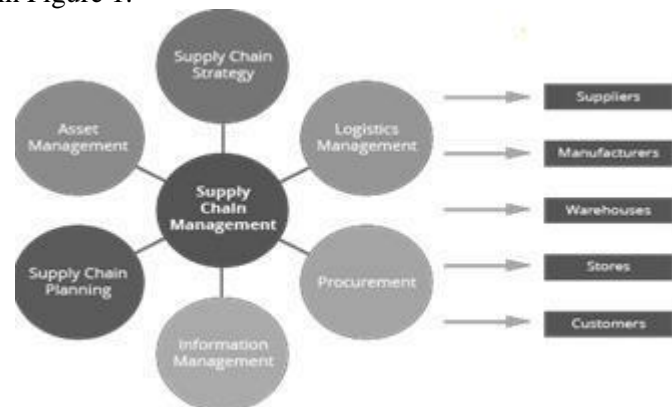 in Figure 1.
Supply Chain
Strategy
Asset
Management
Logistics
Management
Supply
Chain
Management
Supply Chain
Planning
Procurement
Information
Management
Suppliers
Manufacturers
Warehouses
Stores
Customers